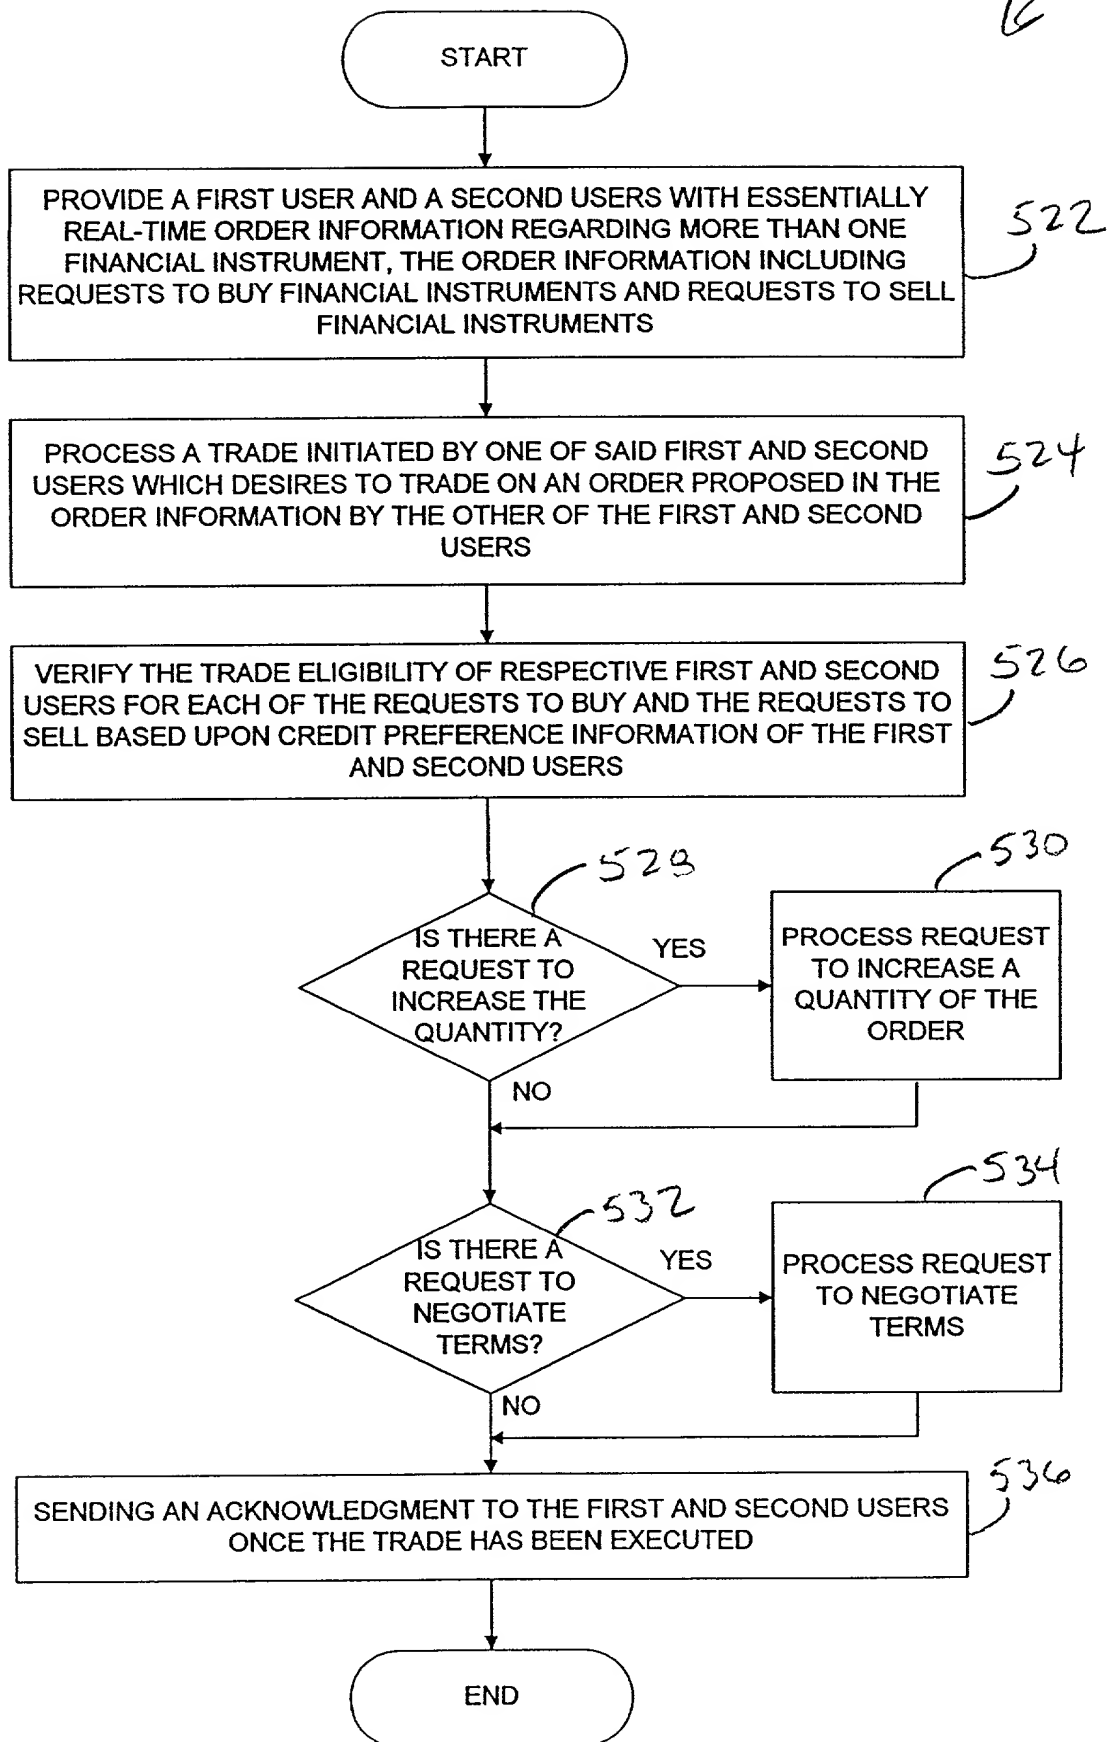 START
PROVIDE A FIRST USER AND A SECOND USERS WITH ESSENTIALLY
REAL-TIME ORDER INFORMATION REGARDING MORE THAN ONE
FINANCIAL INSTRUMENT, THE ORDER INFORMATION INCLUDING
REQUESTS TO BUY FINANCIAL INSTRUMENTS AND REQUESTS TO SELL
FINANCIAL INSTRUMENTS
522
PROCESS A TRADE INITIATED BY ONE OF SAID FIRST AND SECOND
USERS WHICH DESIRES TO TRADE ON AN ORDER PROPOSED IN THE
ORDER INFORMATION BY THE OTHER OF THE FIRST AND SECOND
USERS
524
VERIFY THE TRADE ELIGIBILITY OF RESPECTIVE FIRST AND SECOND
USERS FOR EACH OF THE REQUESTS TO BUY AND THE REQUESTS TO
SELL BASED UPON CREDIT PREFERENCE INFORMATION OF THE FIRST
AND SECOND USERS
526
528
IS THERE A
REQUEST TO
INCREASE THE
QUANTITY?
YES
NO
530
PROCESS REQUEST
TO INCREASE A
QUANTITY OF THE
ORDER
532
IS THERE A
REQUEST TO
NEGOTIATE
TERMS?
YES
NO
534
PROCESS REQUEST
TO NEGOTIATE
TERMS
SENDING AN ACKNOWLEDGMENT TO THE FIRST AND SECOND USERS
ONCE THE TRADE HAS BEEN EXECUTED
536
END